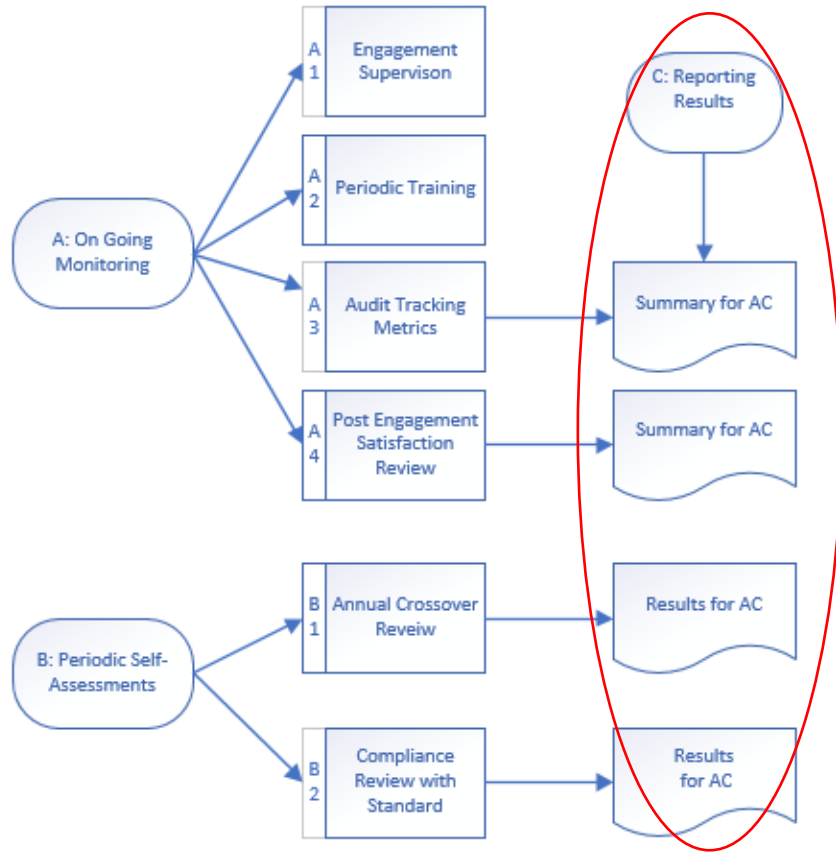 A
1
Engagement
Supervison
C: Reporting
Results
A
2
Periodic Training
A: On Going
Monitoring
A
3
Audit Tracking
Metrics
Summary for AC
A
4
Post Engagement
Satisfaction
Review
Summary for AC
B
1
Annual Crossover
Reveiw
Results for AC
B: Periodic Self-
Assessments
B
2
Compliance
Review with
Standard
Results
for AC